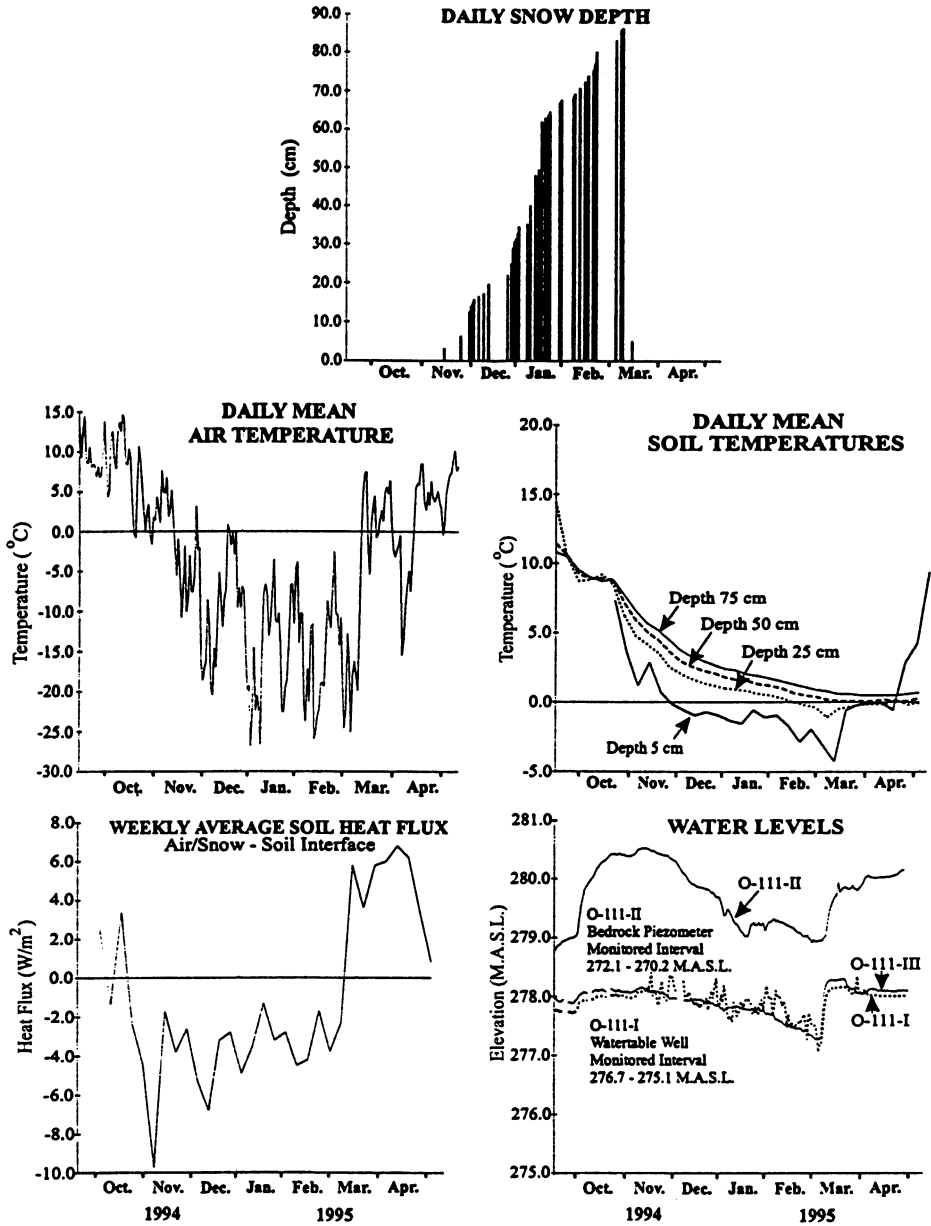 DAILY SNOW DEPTH
90.0
80.0
70.0
60.0
50.0
40.0
30.0
20.0
10.0
0.0
Depth (cm)
Oct. Nov. Dec. Jan. Feb. Mar. Apr.
DAILY MEAN
AIR TEMPERATURE
15.0
10.0
5.0
0.0
-5.0
-10.0
-15.0
-20.0
-25.0
-30.0
Temperature (°C)
Oct. Nov. Dec. Jan. Feb. Mar. Apr.
DAILY MEAN
SOIL TEMPERATURES
20.0
15.0
10.0
5.0
0.0
-5.0
Temperature (°C)
Depth 75 cm
Depth 50 cm
Depth 25 cm
Depth 5 cm
Oct. Nov. Dec. Jan. Feb. Mar. Apr.
WEEKLY AVERAGE SOIL HEAT FLUX
Air/Snow - Soil Interface
8.0
6.0
4.0
2.0
0.0
-2.0
-4.0
-6.0
-8.0
-10.0
Heat Flux (W/m²)
Oct. Nov. Dec. Jan. Feb. Mar. Apr.
1994 1995
WATER LEVELS
281.0
280.0
279.0
278.0
277.0
276.0
275.0
Elevation (M.A.S.L.)
O-111-II
O-111-II
Bedrock Piezometer
Monitored Interval
272.1 - 270.2 M.A.S.L.
O-111-III
O-111-I
O-111-I
Watertable Well
Monitored Interval
276.7 - 275.1 M.A.S.L.
Oct. Nov. Dec. Jan. Feb. Mar. Apr.
1994 1995